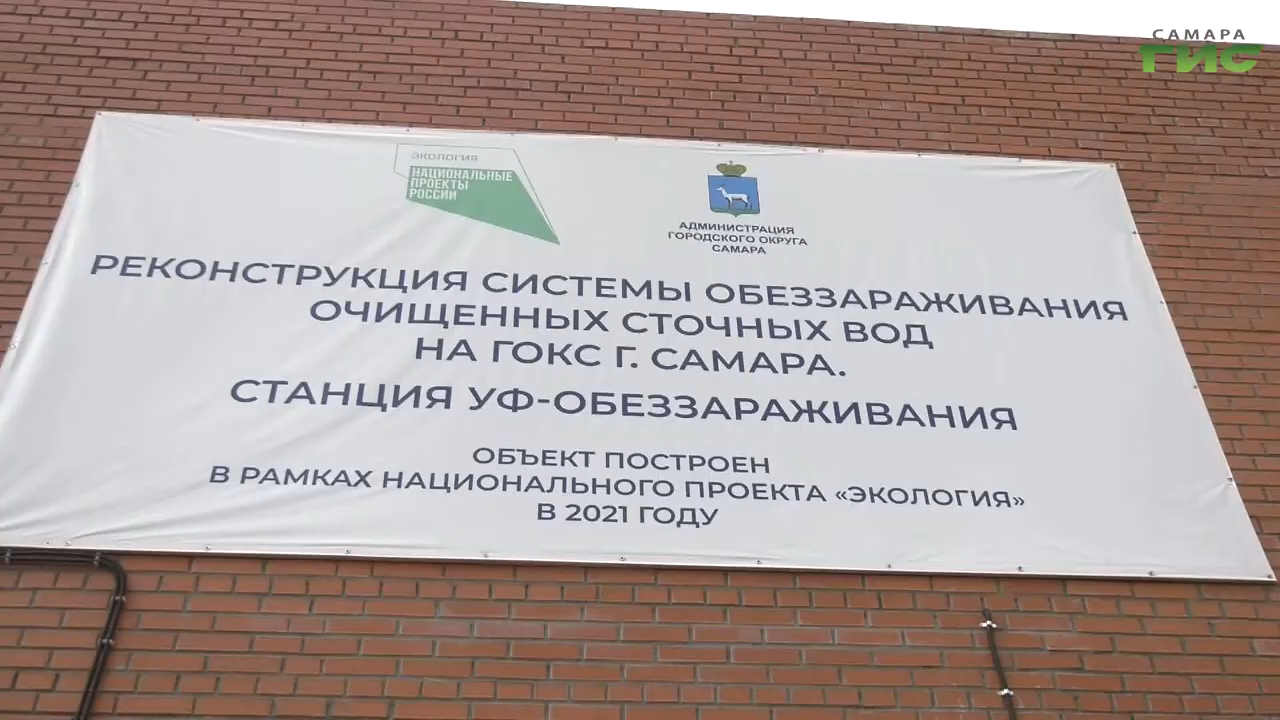 САМАРА
ГИС
ЭКОЛОГИЯ
НАЦИОНАЛЬНЫЕ
ПРОЕКТЫ
РОССИИ
АДМИНИСТРАЦИЯ
ГОРОДСКОГО ОКРУГА
САМАРА
РЕКОНСТРУКЦИЯ СИСТЕМЫ ОБЕЗЗАРАЖИВАНИЯ
ОЧИЩЕННЫХ СТОЧНЫХ ВОД
НА ГОКС Г. САМАРА.
СТАНЦИЯ УФ-ОБЕЗЗАРАЖИВАНИЯ
ОБЪЕКТ ПОСТРОЕН
В РАМКАХ НАЦИОНАЛЬНОГО ПРОЕКТА «ЭКОЛОГИЯ»
В 2021 ГОДУ